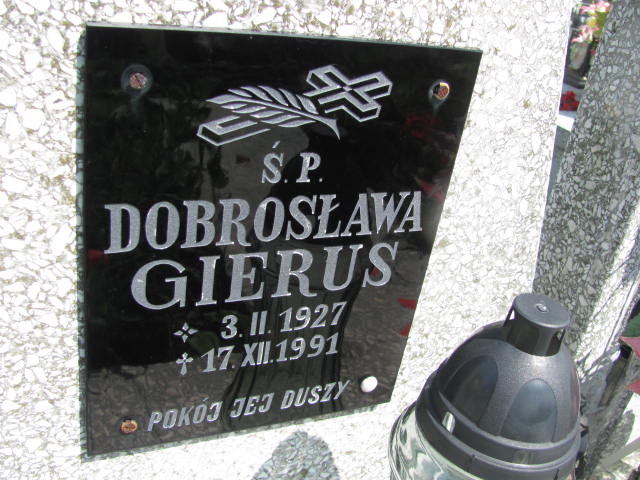 Ś. P.
DOBROSŁAWA
GIERUS
3. II. 1927
17. XII. 1991
POKÓJ JEJ DUSZY